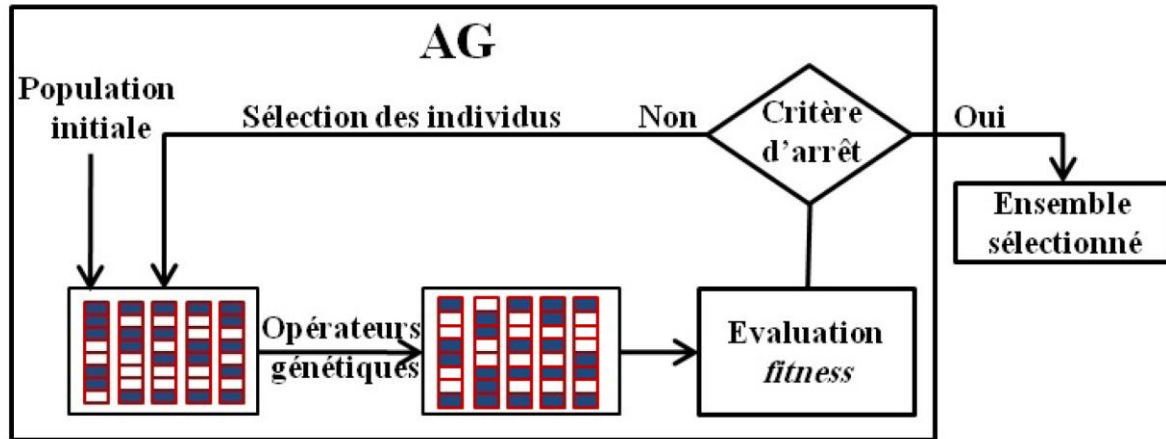 AG
Population
initiale
Sélection des individus
Non
Critère
d'arrêt
Oui
Ensemble
sélectionné
Opérateurs
génétiques
Evaluation
fitness